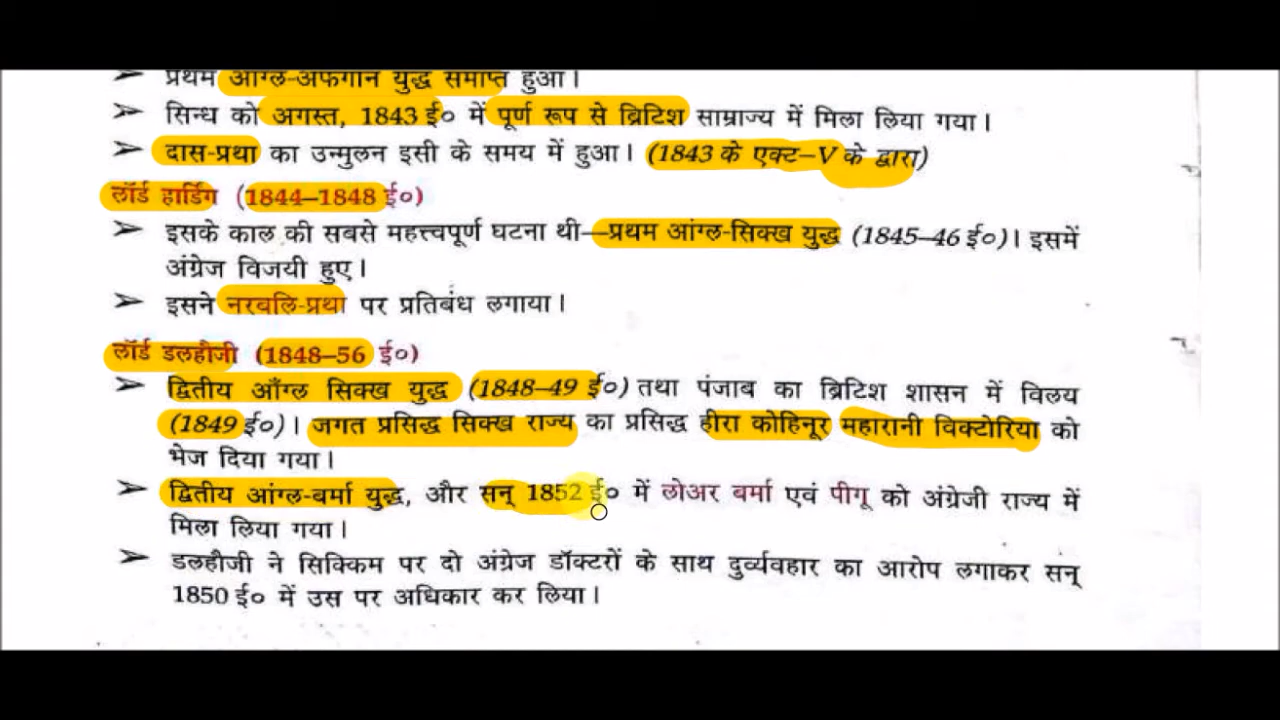 ➢ प्रथम आंग्ल-अफगान युद्ध समाप्त हुआ।
➢ सिन्ध को अगस्त, 1843 ई० में पूर्ण रूप से ब्रिटिश साम्राज्य में मिला लिया गया।
➢ दास-प्रथा का उन्मुलन इसी के समय में हुआ। (1843 के एक्ट–V के द्वारा)
लॉर्ड हार्डिंग (1844–1848 ई०)
➢ इसके काल की सबसे महत्त्वपूर्ण घटना थी—प्रथम आंग्ल-सिक्ख युद्ध (1845–46 ई०)। इसमें
अंग्रेज विजयी हुए।
➢ इसने नरबलि-प्रथा पर प्रतिबंध लगाया।
लॉर्ड डलहौजी (1848–56 ई०)
➢ द्वितीय आँग्ल सिक्ख युद्ध (1848–49 ई०) तथा पंजाब का ब्रिटिश शासन में विलय
(1849 ई०)। जगत प्रसिद्ध सिक्ख राज्य का प्रसिद्ध हीरा कोहिनूर महारानी विक्टोरिया को
भेज दिया गया।
➢ द्वितीय आंग्ल-बर्मा युद्ध, और सन् 1852 ई० में लोअर बर्मा एवं पीगू को अंग्रेजी राज्य में
मिला लिया गया।
➢ डलहौजी ने सिक्किम पर दो अंग्रेज डॉक्टरों के साथ दुर्व्यवहार का आरोप लगाकर सन्
1850 ई० में उस पर अधिकार कर लिया।